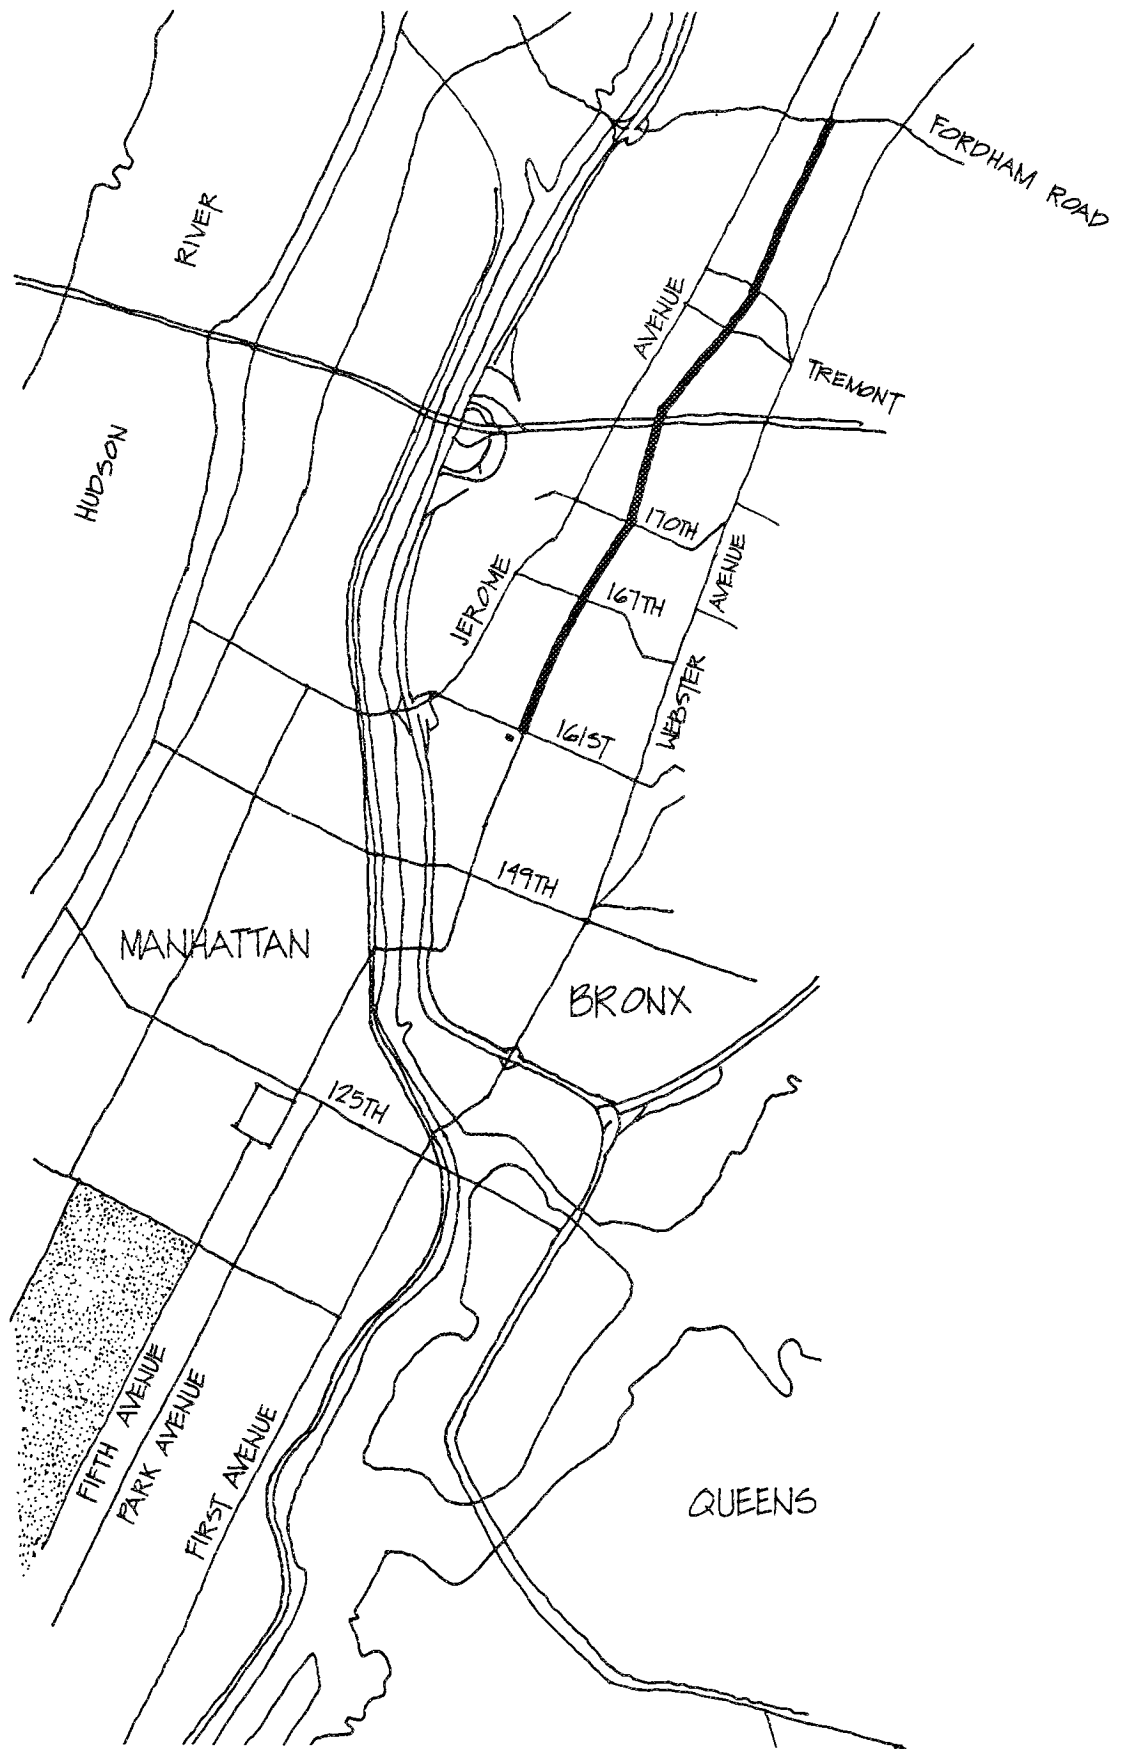 FORDHAM ROAD
RIVER
AVENUE
TREMONT
HUDSON
170TH
AVENUE
JEROME
167TH
WEBSTER
161ST
149TH
MANHATTAN
BRONX
125TH
FIFTH AVENUE
PARK AVENUE
FIRST AVENUE
QUEENS